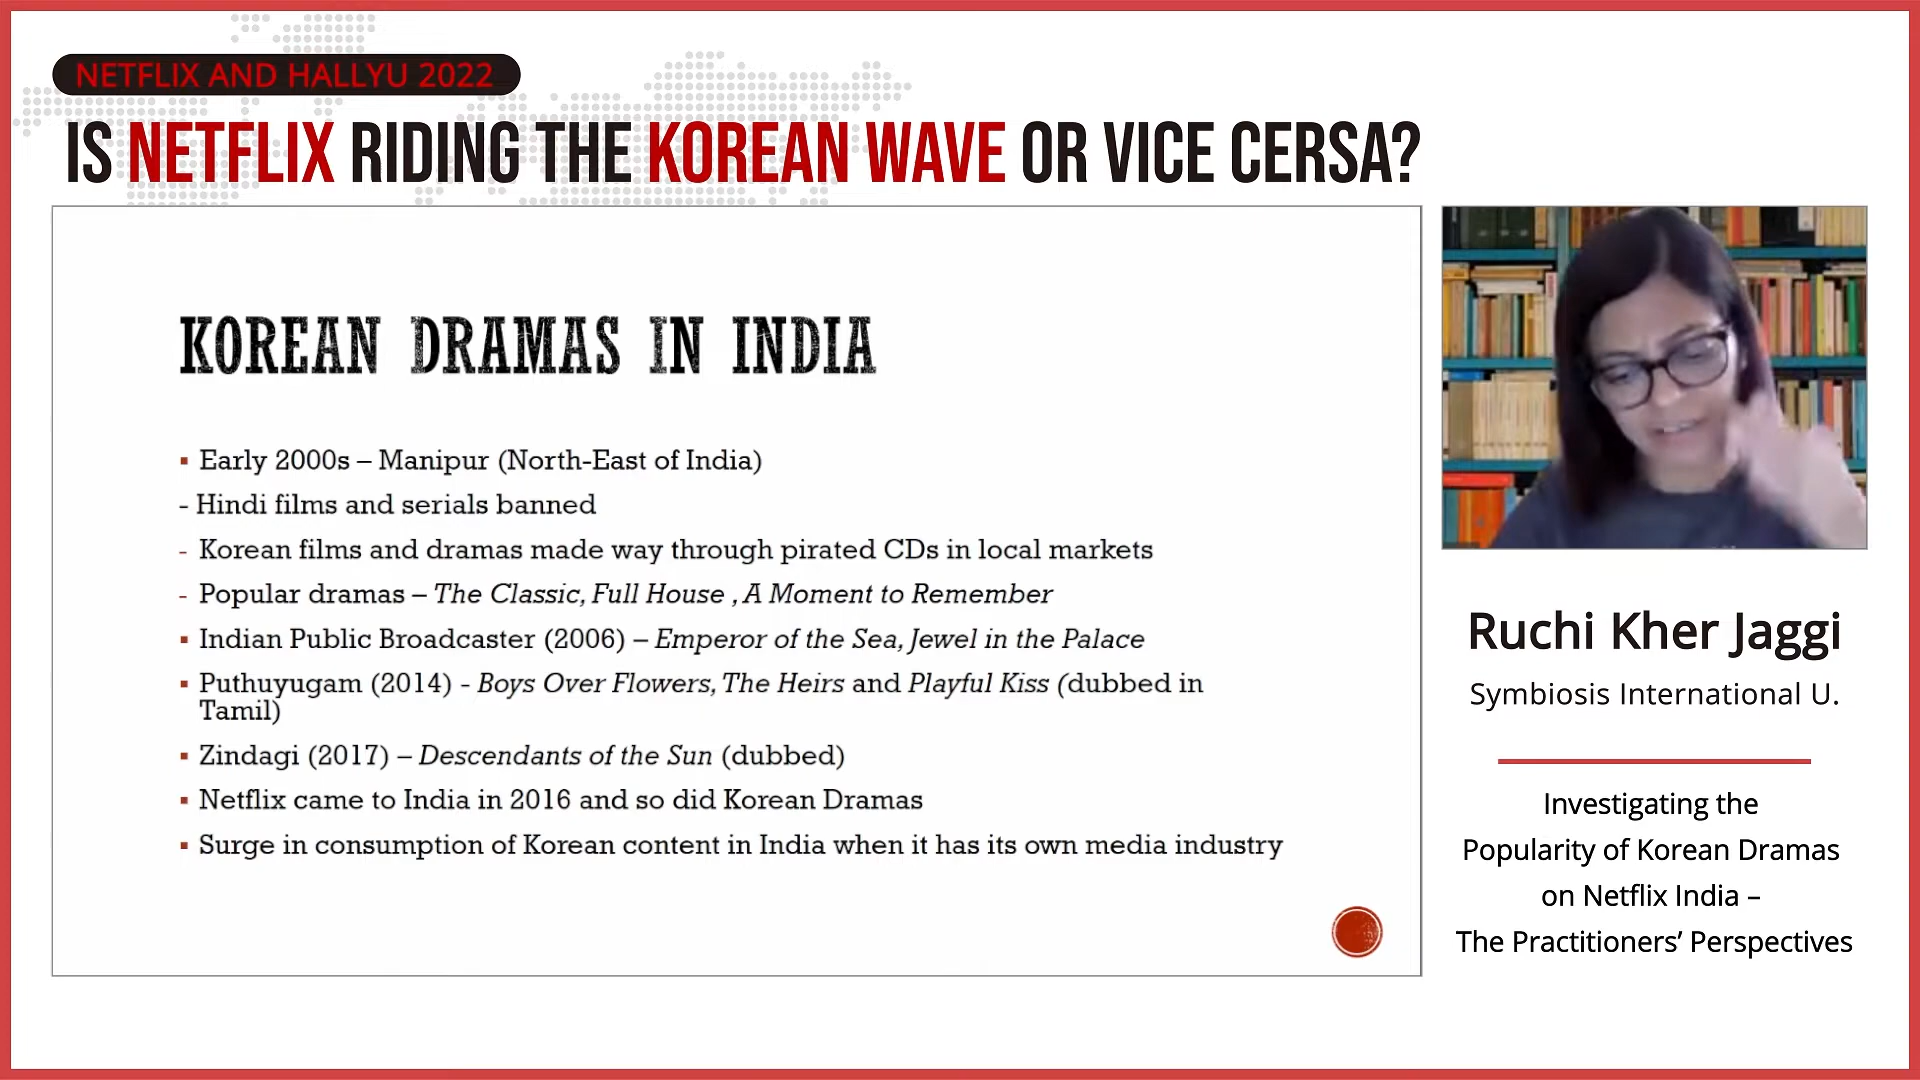 NETFLIX AND HALLYU 2022
IS NETFLIX RIDING THE KOREAN WAVE OR VICE CERSA?
KOREAN DRAMAS IN INDIA
▪ Early 2000s – Manipur (North-East of India)
- Hindi films and serials banned
- Korean films and dramas made way through pirated CDs in local markets
- Popular dramas – The Classic, Full House , A Moment to Remember
▪ Indian Public Broadcaster (2006) – Emperor of the Sea, Jewel in the Palace
▪ Puthuyugam (2014) - Boys Over Flowers, The Heirs and Playful Kiss (dubbed in
Tamil)
▪ Zindagi (2017) – Descendants of the Sun (dubbed)
▪ Netflix came to India in 2016 and so did Korean Dramas
▪ Surge in consumption of Korean content in India when it has its own media industry
Ruchi Kher Jaggi
Symbiosis International U.
Investigating the
Popularity of Korean Dramas
on Netflix India –
The Practitioners’ Perspectives